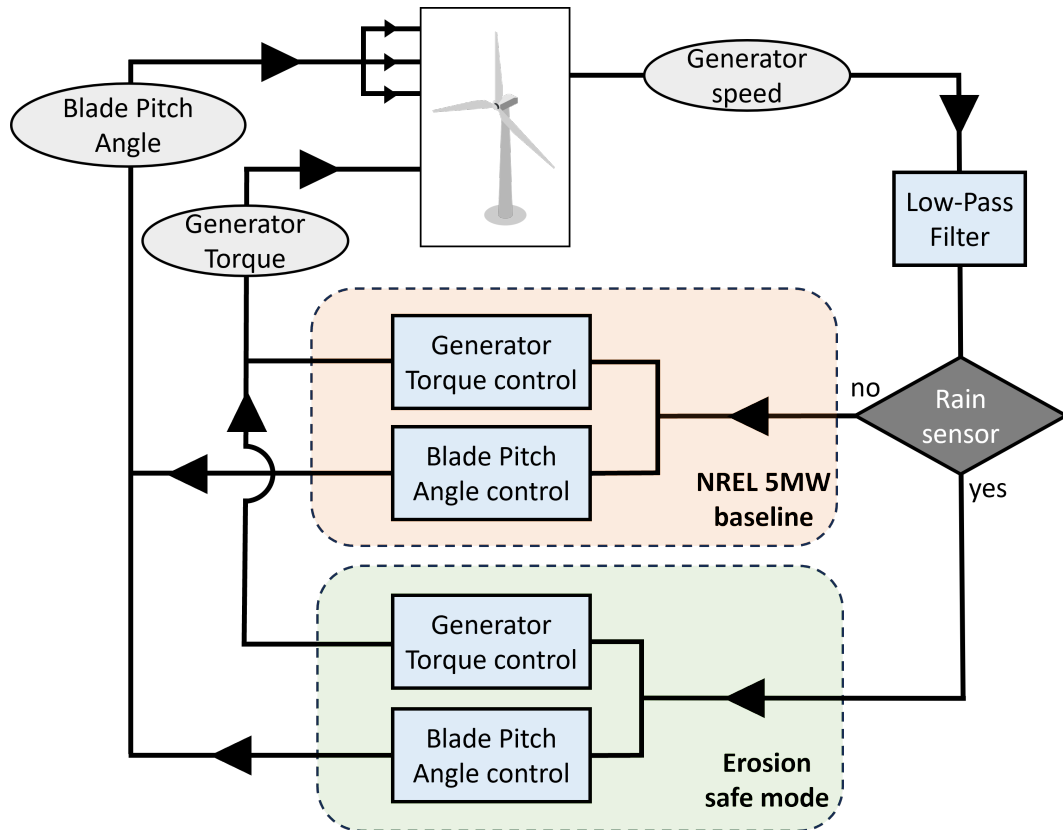 Generator
speed
Blade Pitch
Angle
Generator
Torque
Low-Pass
Filter
Generator
Torque control
no
Rain
sensor
Blade Pitch
Angle control
NREL 5MW
baseline
yes
Generator
Torque control
Blade Pitch
Angle control
Erosion
safe mode